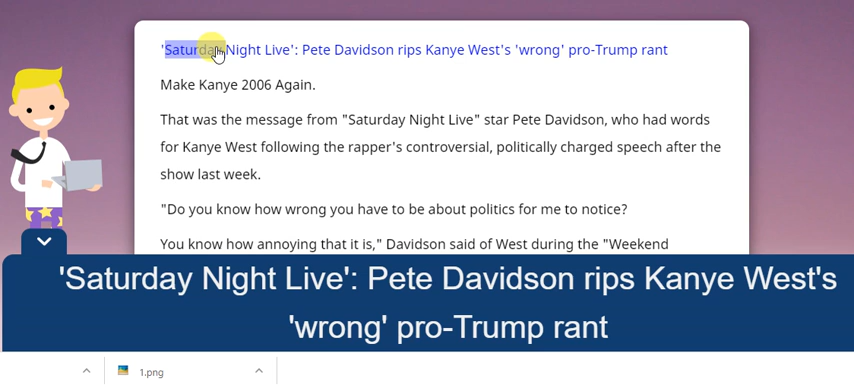 'Saturday Night Live': Pete Davidson rips Kanye West's 'wrong' pro-Trump rant
Make Kanye 2006 Again.
That was the message from "Saturday Night Live" star Pete Davidson, who had words
for Kanye West following the rapper's controversial, politically charged speech after the
show last week.
"Do you know how wrong you have to be about politics for me to notice?
You know how annoying that it is," Davidson said of West during the "Weekend
'Saturday Night Live': Pete Davidson rips Kanye West's
'wrong' pro-Trump rant
1.png